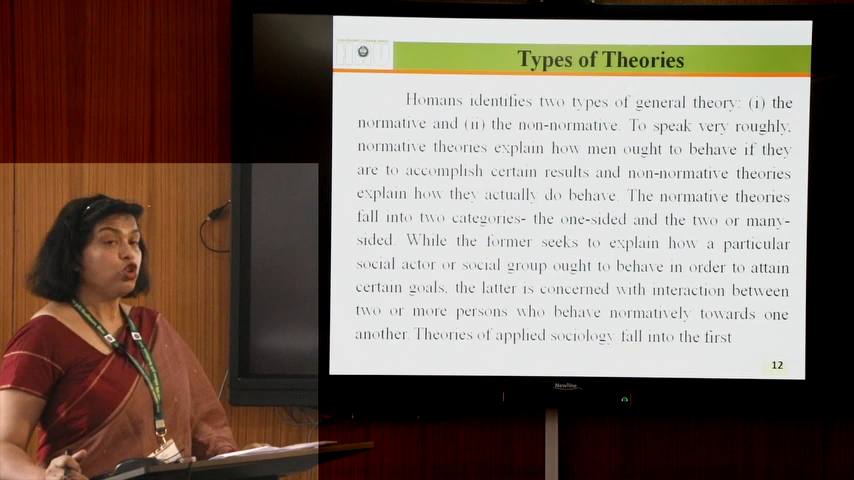 Types of Theories
Homans identifies two types of general theory: (i) the
normative and (ii) the non-normative. To speak very roughly,
normative theories explain how men ought to behave if they
are to accomplish certain results and non-normative theories
explain how they actually do behave. The normative theories
fall into two categories- the one-sided and the two or many-
sided. While the former seeks to explain how a particular
social actor or social group ought to behave in order to attain
certain goals, the latter is concerned with interaction between
two or more persons who behave normatively towards one
another. Theories of applied sociology fall into the first
12
Newline